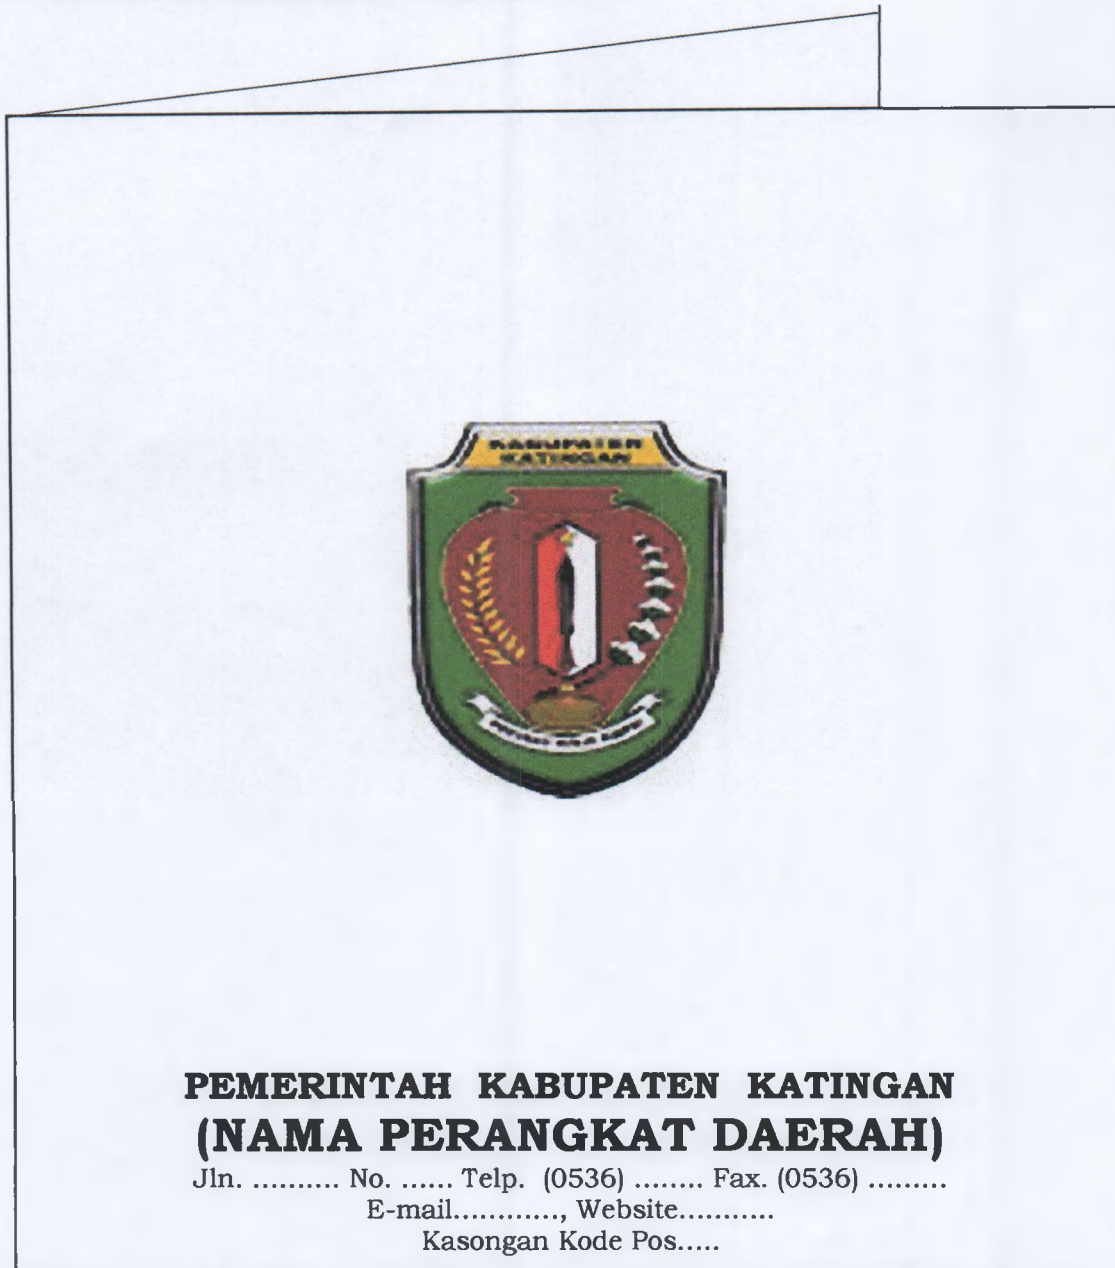 KABUPATEN
KATINGAN
PEMERINTAH KABUPATEN KATINGAN
(NAMA PERANGKAT DAERAH)
Jln. .......... No. ...... Telp. (0536) ........ Fax. (0536) .........
E-mail............, Website...........
Kasongan Kode Pos.....